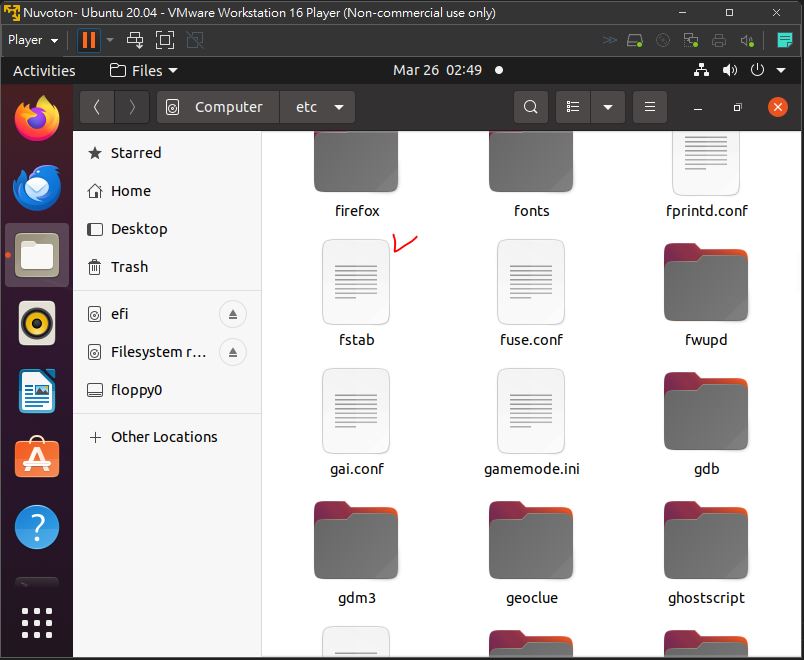 Nuvoton- Ubuntu 20.04 - VMware Workstation 16 Player (Non-commercial use only)
Player
Activities
Files
Mar 26 02:49
Computer
etc
Starred
Home
Desktop
Trash
efi
Filesystem r...
floppy0
Other Locations
firefox
fonts
fprintd.conf
fstab
fuse.conf
fwupd
gai.conf
gamemode.ini
gdb
gdm3
geoclue
ghostscript